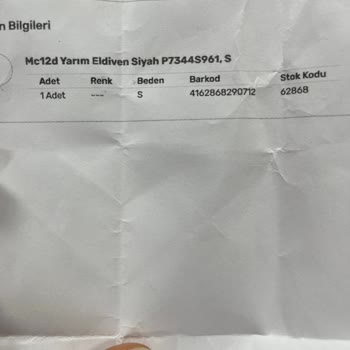 n Bilgileri
Mc12d Yarım Eldiven Siyah P7344S961, S
Adet Renk Beden Barkod Stok Kodu
1 Adet --- S 4162868290712 62868